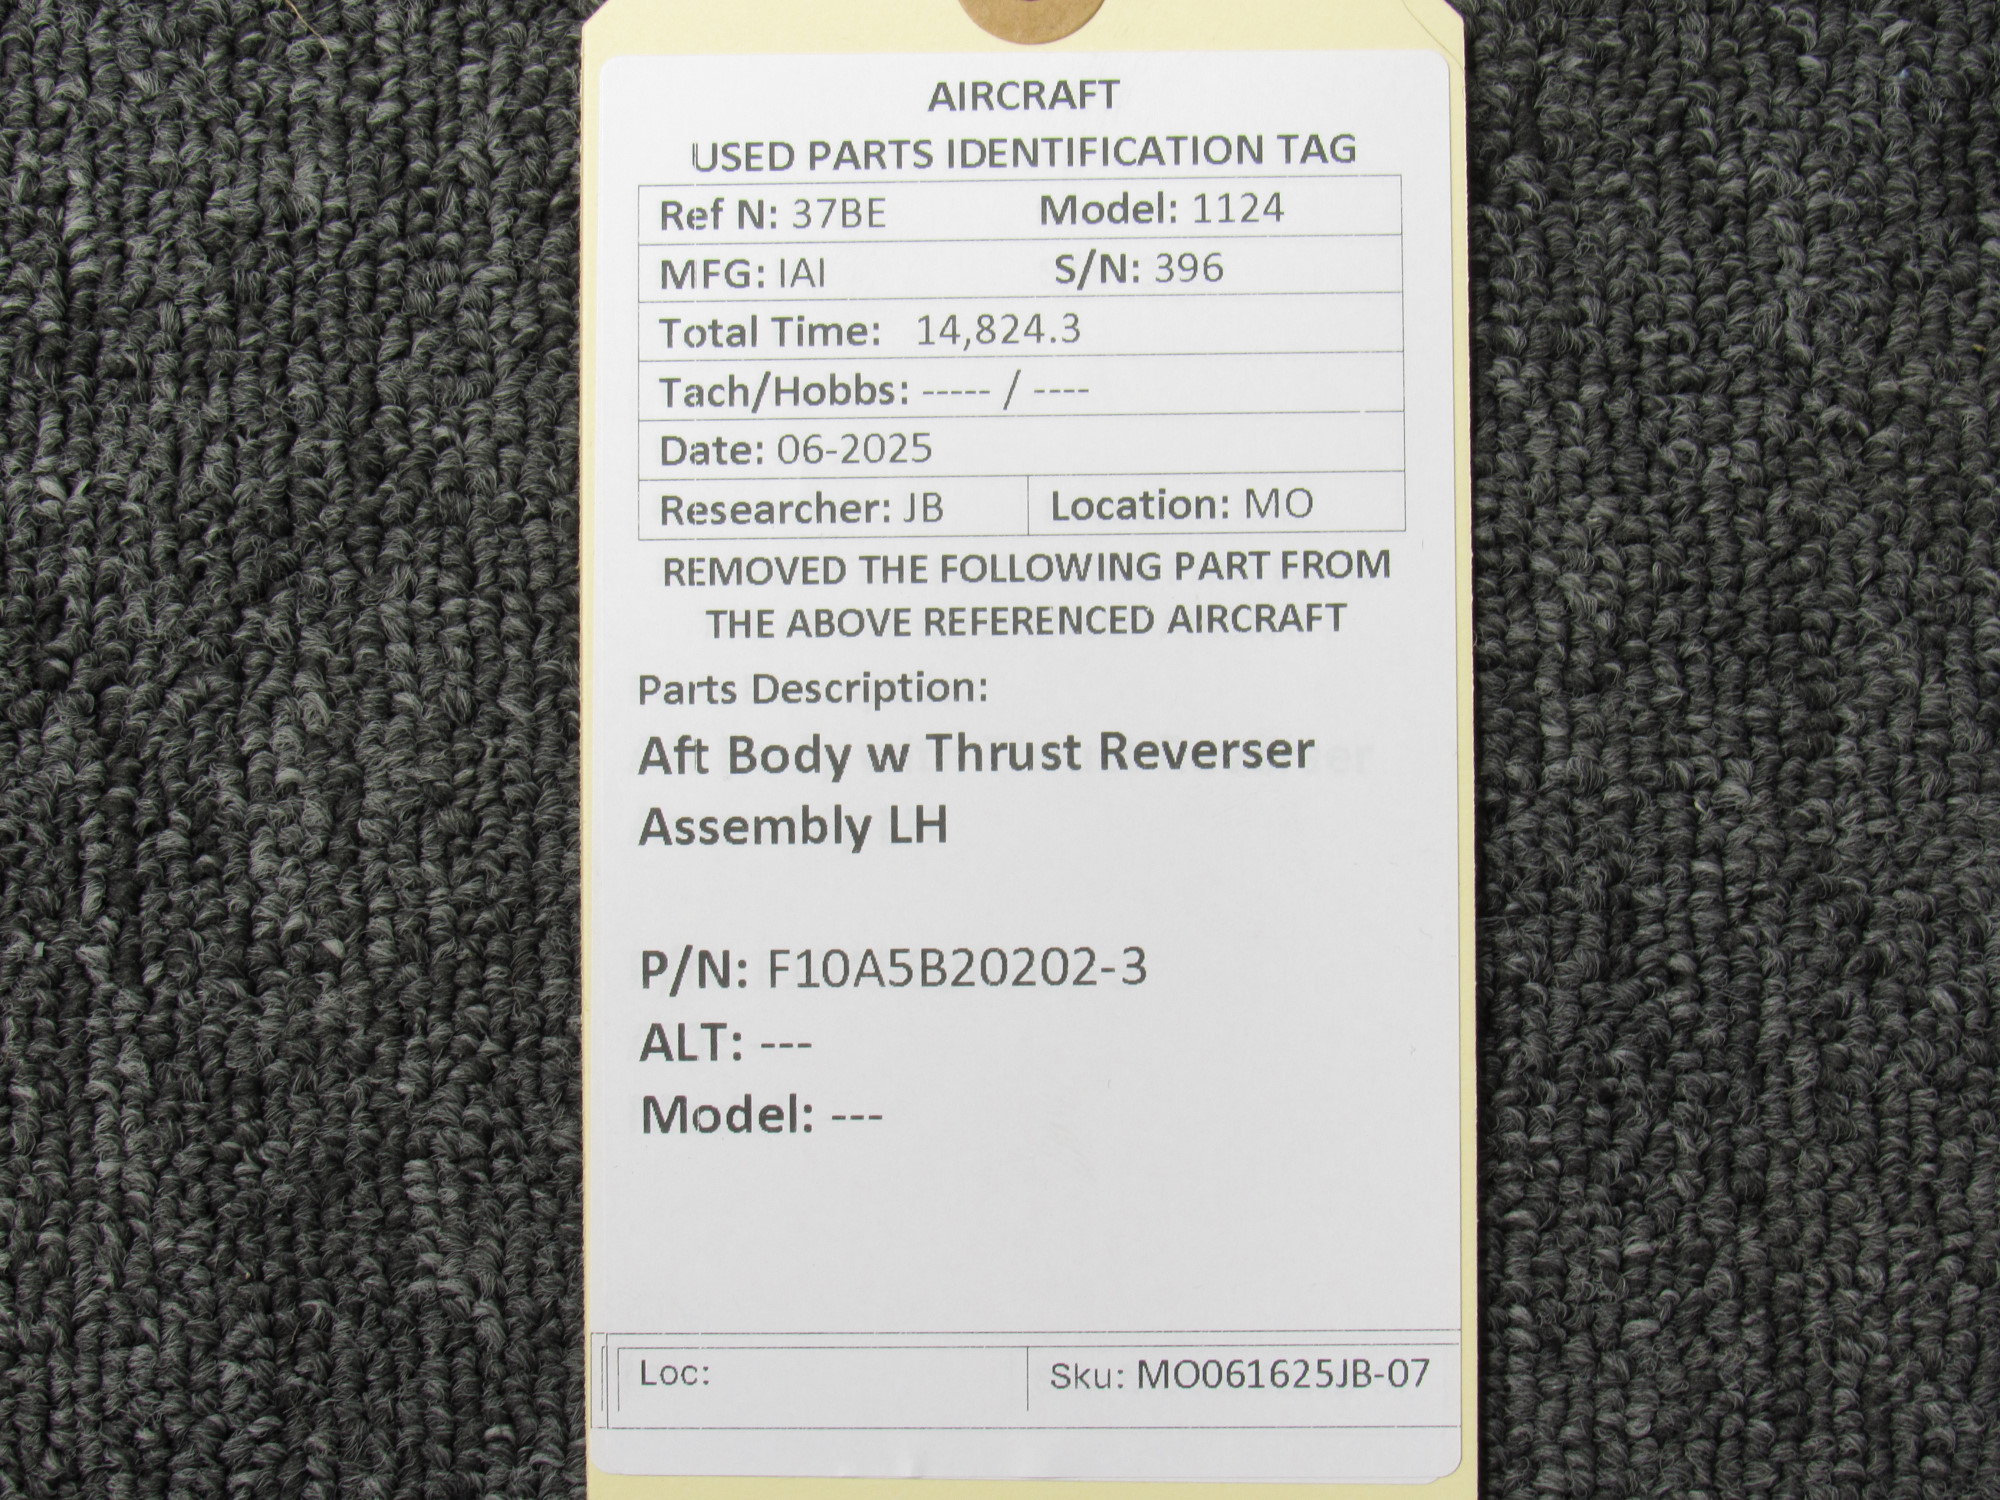 AIRCRAFT
USED PARTS IDENTIFICATION TAG
Ref N: 37BE Model: 1124
MFG: IAI S/N: 396
Total Time: 14,824.3
Tach/Hobbs: ----- / ----
Date: 06-2025
Researcher: JB Location: MO
REMOVED THE FOLLOWING PART FROM
THE ABOVE REFERENCED AIRCRAFT
Parts Description:
Aft Body w Thrust Reverser
Assembly LH
P/N: F10A5B20202-3
ALT: ---
Model: ---
Loc: Sku: MO061625JB-07